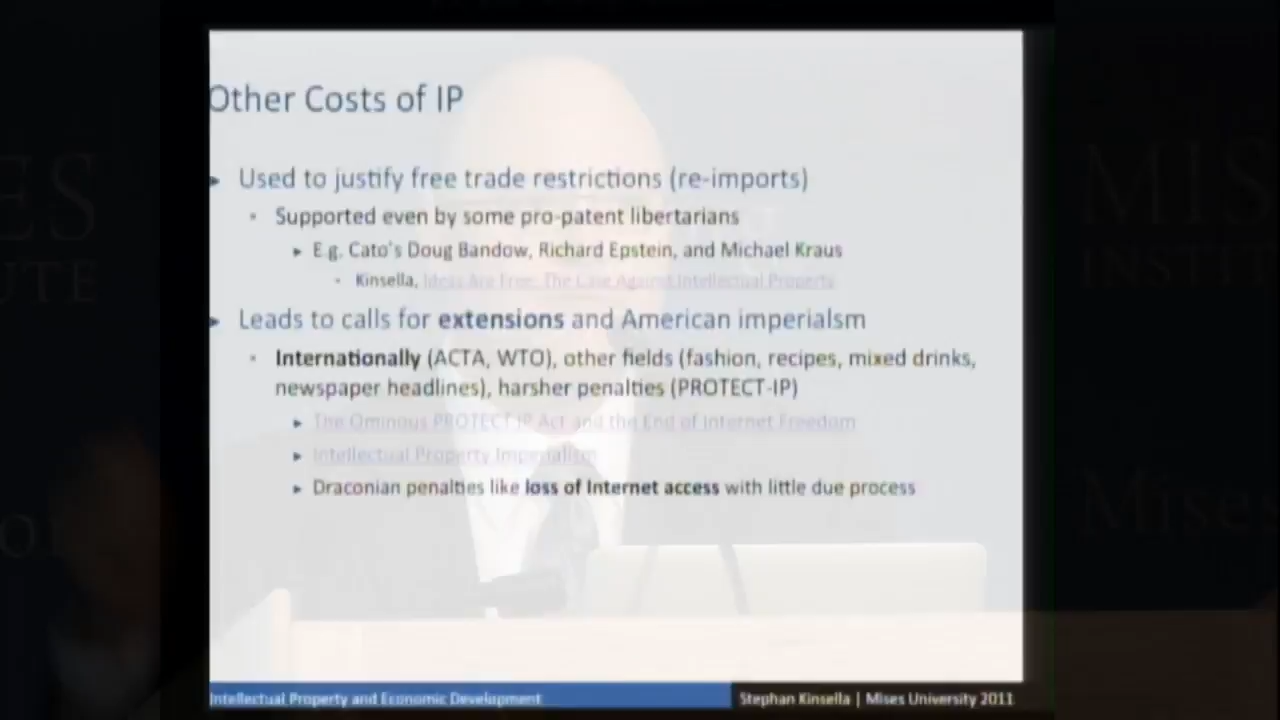 Other Costs of IP
Used to justify free trade restrictions (re-imports)
Supported even by some pro-patent libertarians
E.g. Cato's Doug Bandow, Richard Epstein, and Michael Kraus
Kinsella, Ideas Are Free: The Case Against Intellectual Property
Leads to calls for extensions and American imperialsm
Internationally (ACTA, WTO), other fields (fashion, recipes, mixed drinks,
newspaper headlines), harsher penalties (PROTECT-IP)
The Ominous PROTECT IP Act and the End of Internet Freedom
Intellectual Property Imperialism
Draconian penalties like loss of Internet access with little due process
Intellectual Property and Economic Development
Stephan Kinsella | Mises University 2011